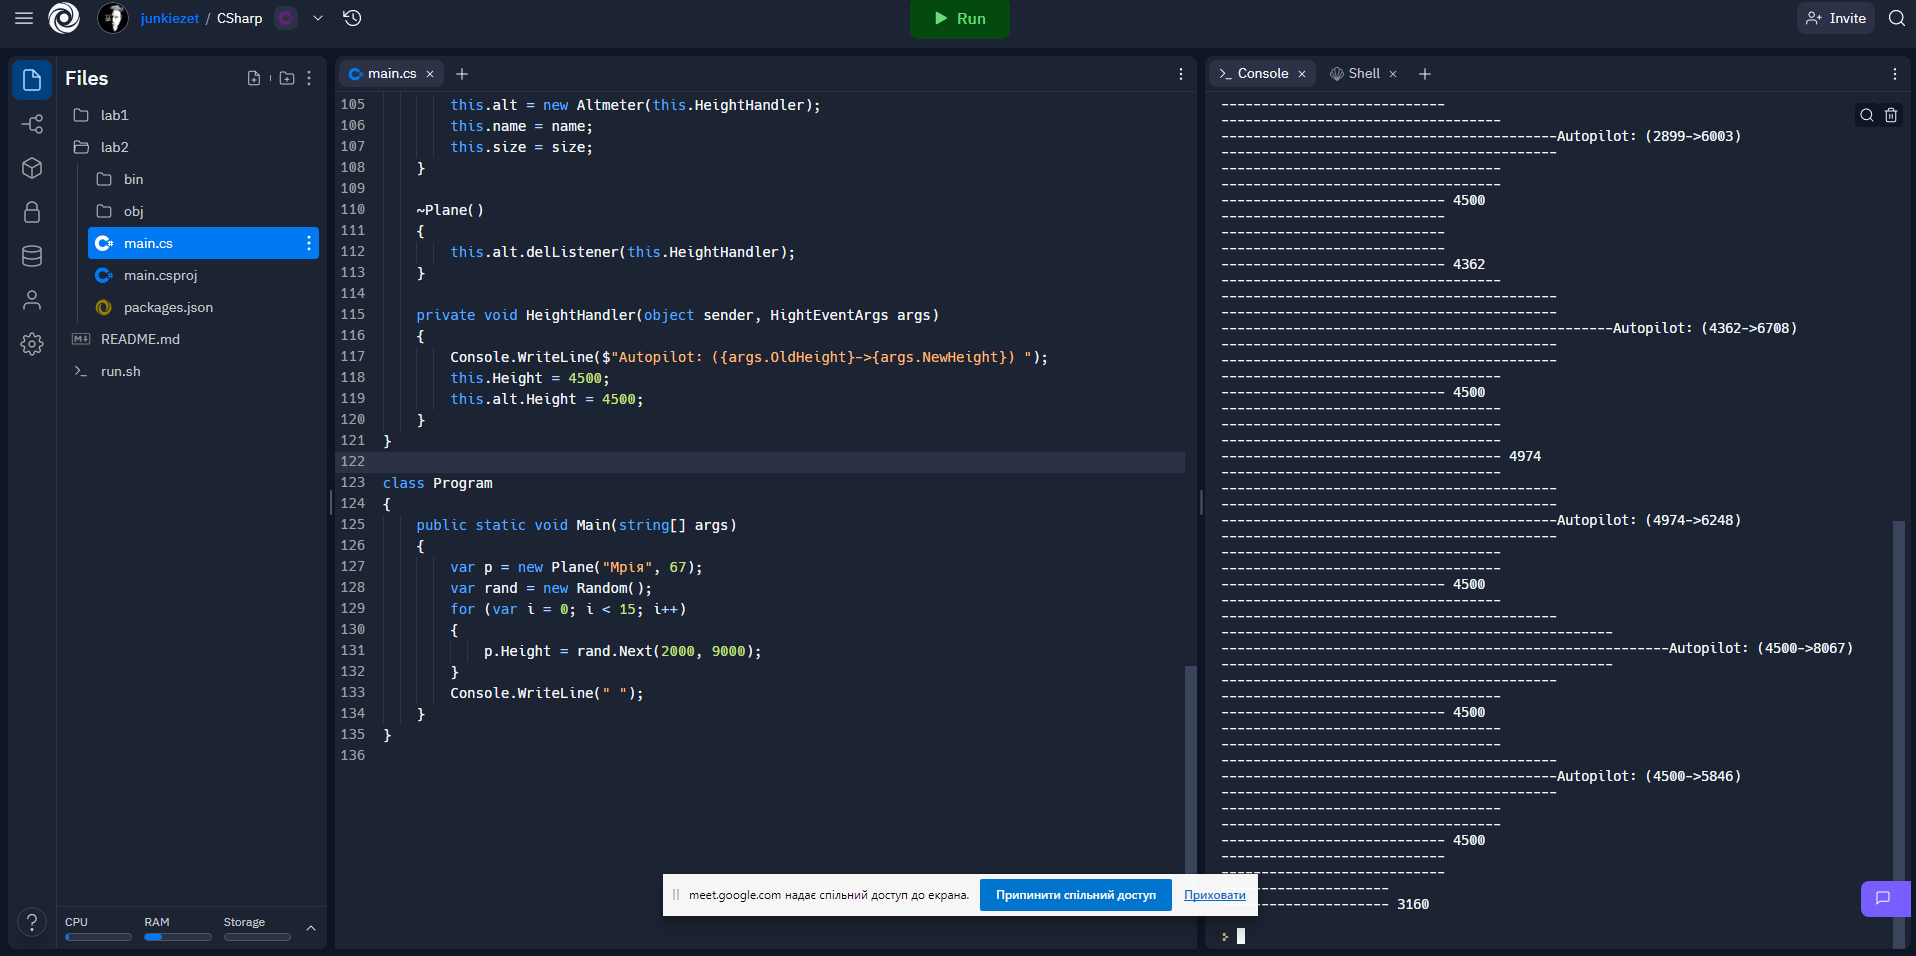 junkiezet / CSharp
Run
Invite
Files
lab1
lab2
bin
obj
main.cs
main.csproj
packages.json
README.md
run.sh
CPU
RAM
Storage
main.cs
105 this.alt = new Altmeter(this.HeightHandler);
106 this.name = name;
107 this.size = size;
108 }
109
110 ~Plane()
111 {
112 this.alt.delListener(this.HeightHandler);
113 }
114
115 private void HeightHandler(object sender, HightEventArgs args)
116 {
117 Console.WriteLine($"Autopilot: ({args.OldHeight}->{args.NewHeight}) ");
118 this.Height = 4500;
119 this.alt.Height = 4500;
120 }
121 }
122
123 class Program
124 {
125 public static void Main(string[] args)
126 {
127 var p = new Plane("Мрія", 67);
128 var rand = new Random();
129 for (var i = 0; i < 15; i++)
130 {
131 p.Height = rand.Next(2000, 9000);
132 }
133 Console.WriteLine(" ");
134 }
135 }
136
Console
Shell
----------------------------
-----------------------------------
------------------------------------------Autopilot: (2899->6003)
------------------------------------------
-----------------------------------
-----------------------------------
---------------------------- 4500
----------------------------
----------------------------
----------------------------
---------------------------- 4362
-----------------------------------
------------------------------------------
------------------------------------------
-------------------------------------------------Autopilot: (4362->6708)
------------------------------------------
------------------------------------------
-----------------------------------
---------------------------- 4500
-----------------------------------
-----------------------------------
-----------------------------------
----------------------------------- 4974
-----------------------------------
------------------------------------------
------------------------------------------
------------------------------------------Autopilot: (4974->6248)
------------------------------------------
-----------------------------------
-----------------------------------
---------------------------- 4500
-----------------------------------
------------------------------------------
-------------------------------------------------
--------------------------------------------------------Autopilot: (4500->8067)
-------------------------------------------------
------------------------------------------
-----------------------------------
---------------------------- 4500
-----------------------------------
-----------------------------------
------------------------------------------
------------------------------------------Autopilot: (4500->5846)
------------------------------------------
-----------------------------------
-----------------------------------
---------------------------- 4500
----------------------------
----------------------------
---------------------
--------------------- 3160
meet.google.com надає спільний доступ до екрана.
Припинити спільний доступ
Приховати